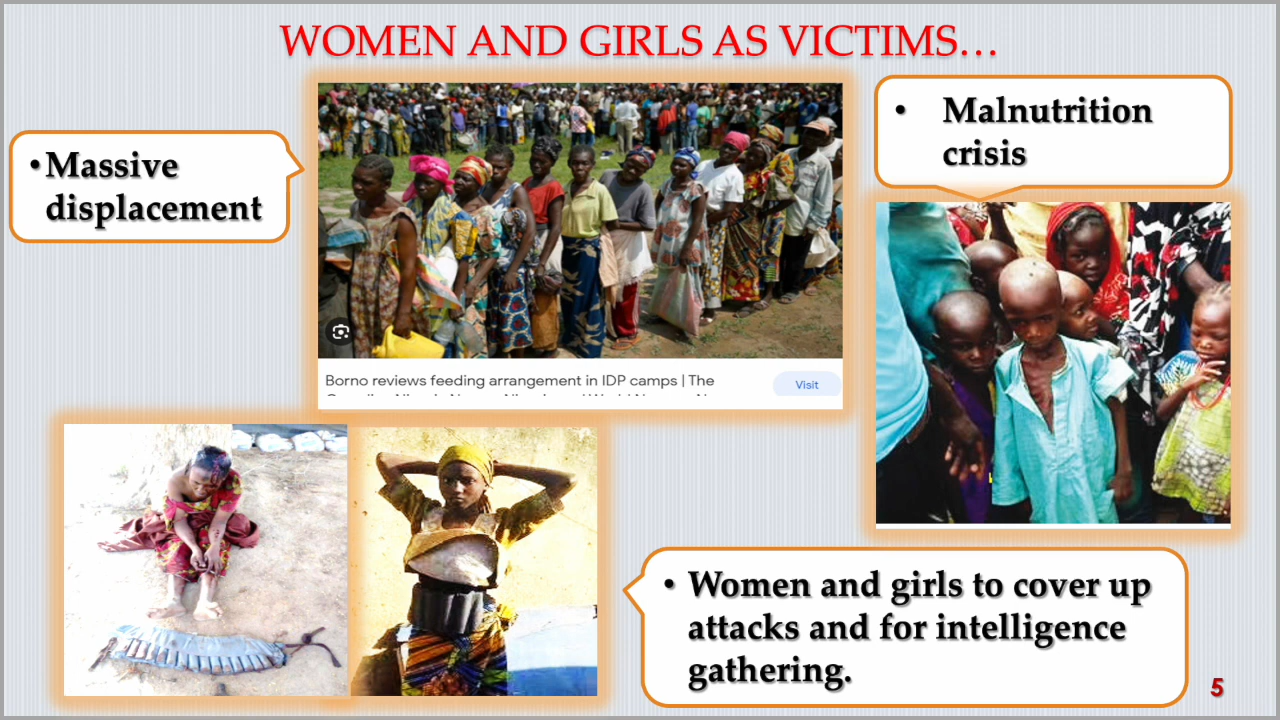 WOMEN AND GIRLS AS VICTIMS…
• Massive
displacement
• Malnutrition
crisis
Borno reviews feeding arrangement in IDP camps | The
Visit
• Women and girls to cover up
attacks and for intelligence
gathering.
5